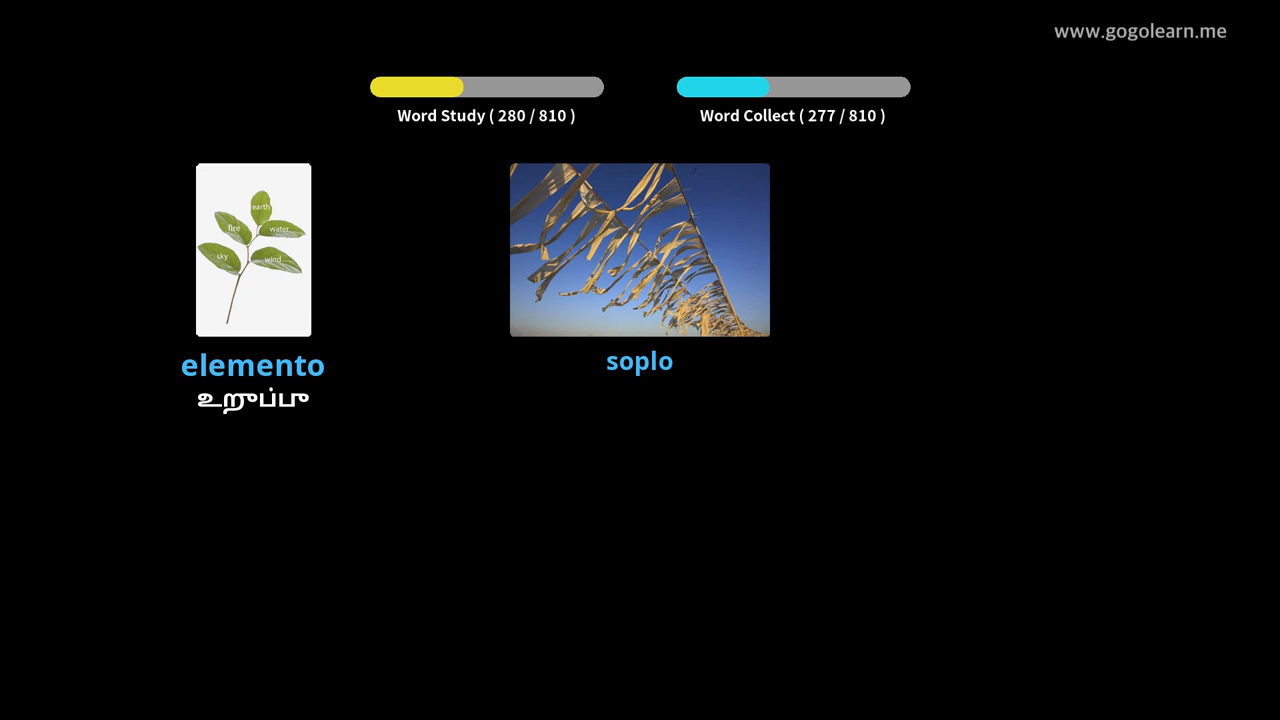 www.gogolearn.me
Word Study ( 280 / 810 )
Word Collect ( 277 / 810 )
earth
fire
water
sky
wind
elemento
உறுப்பு
soplo